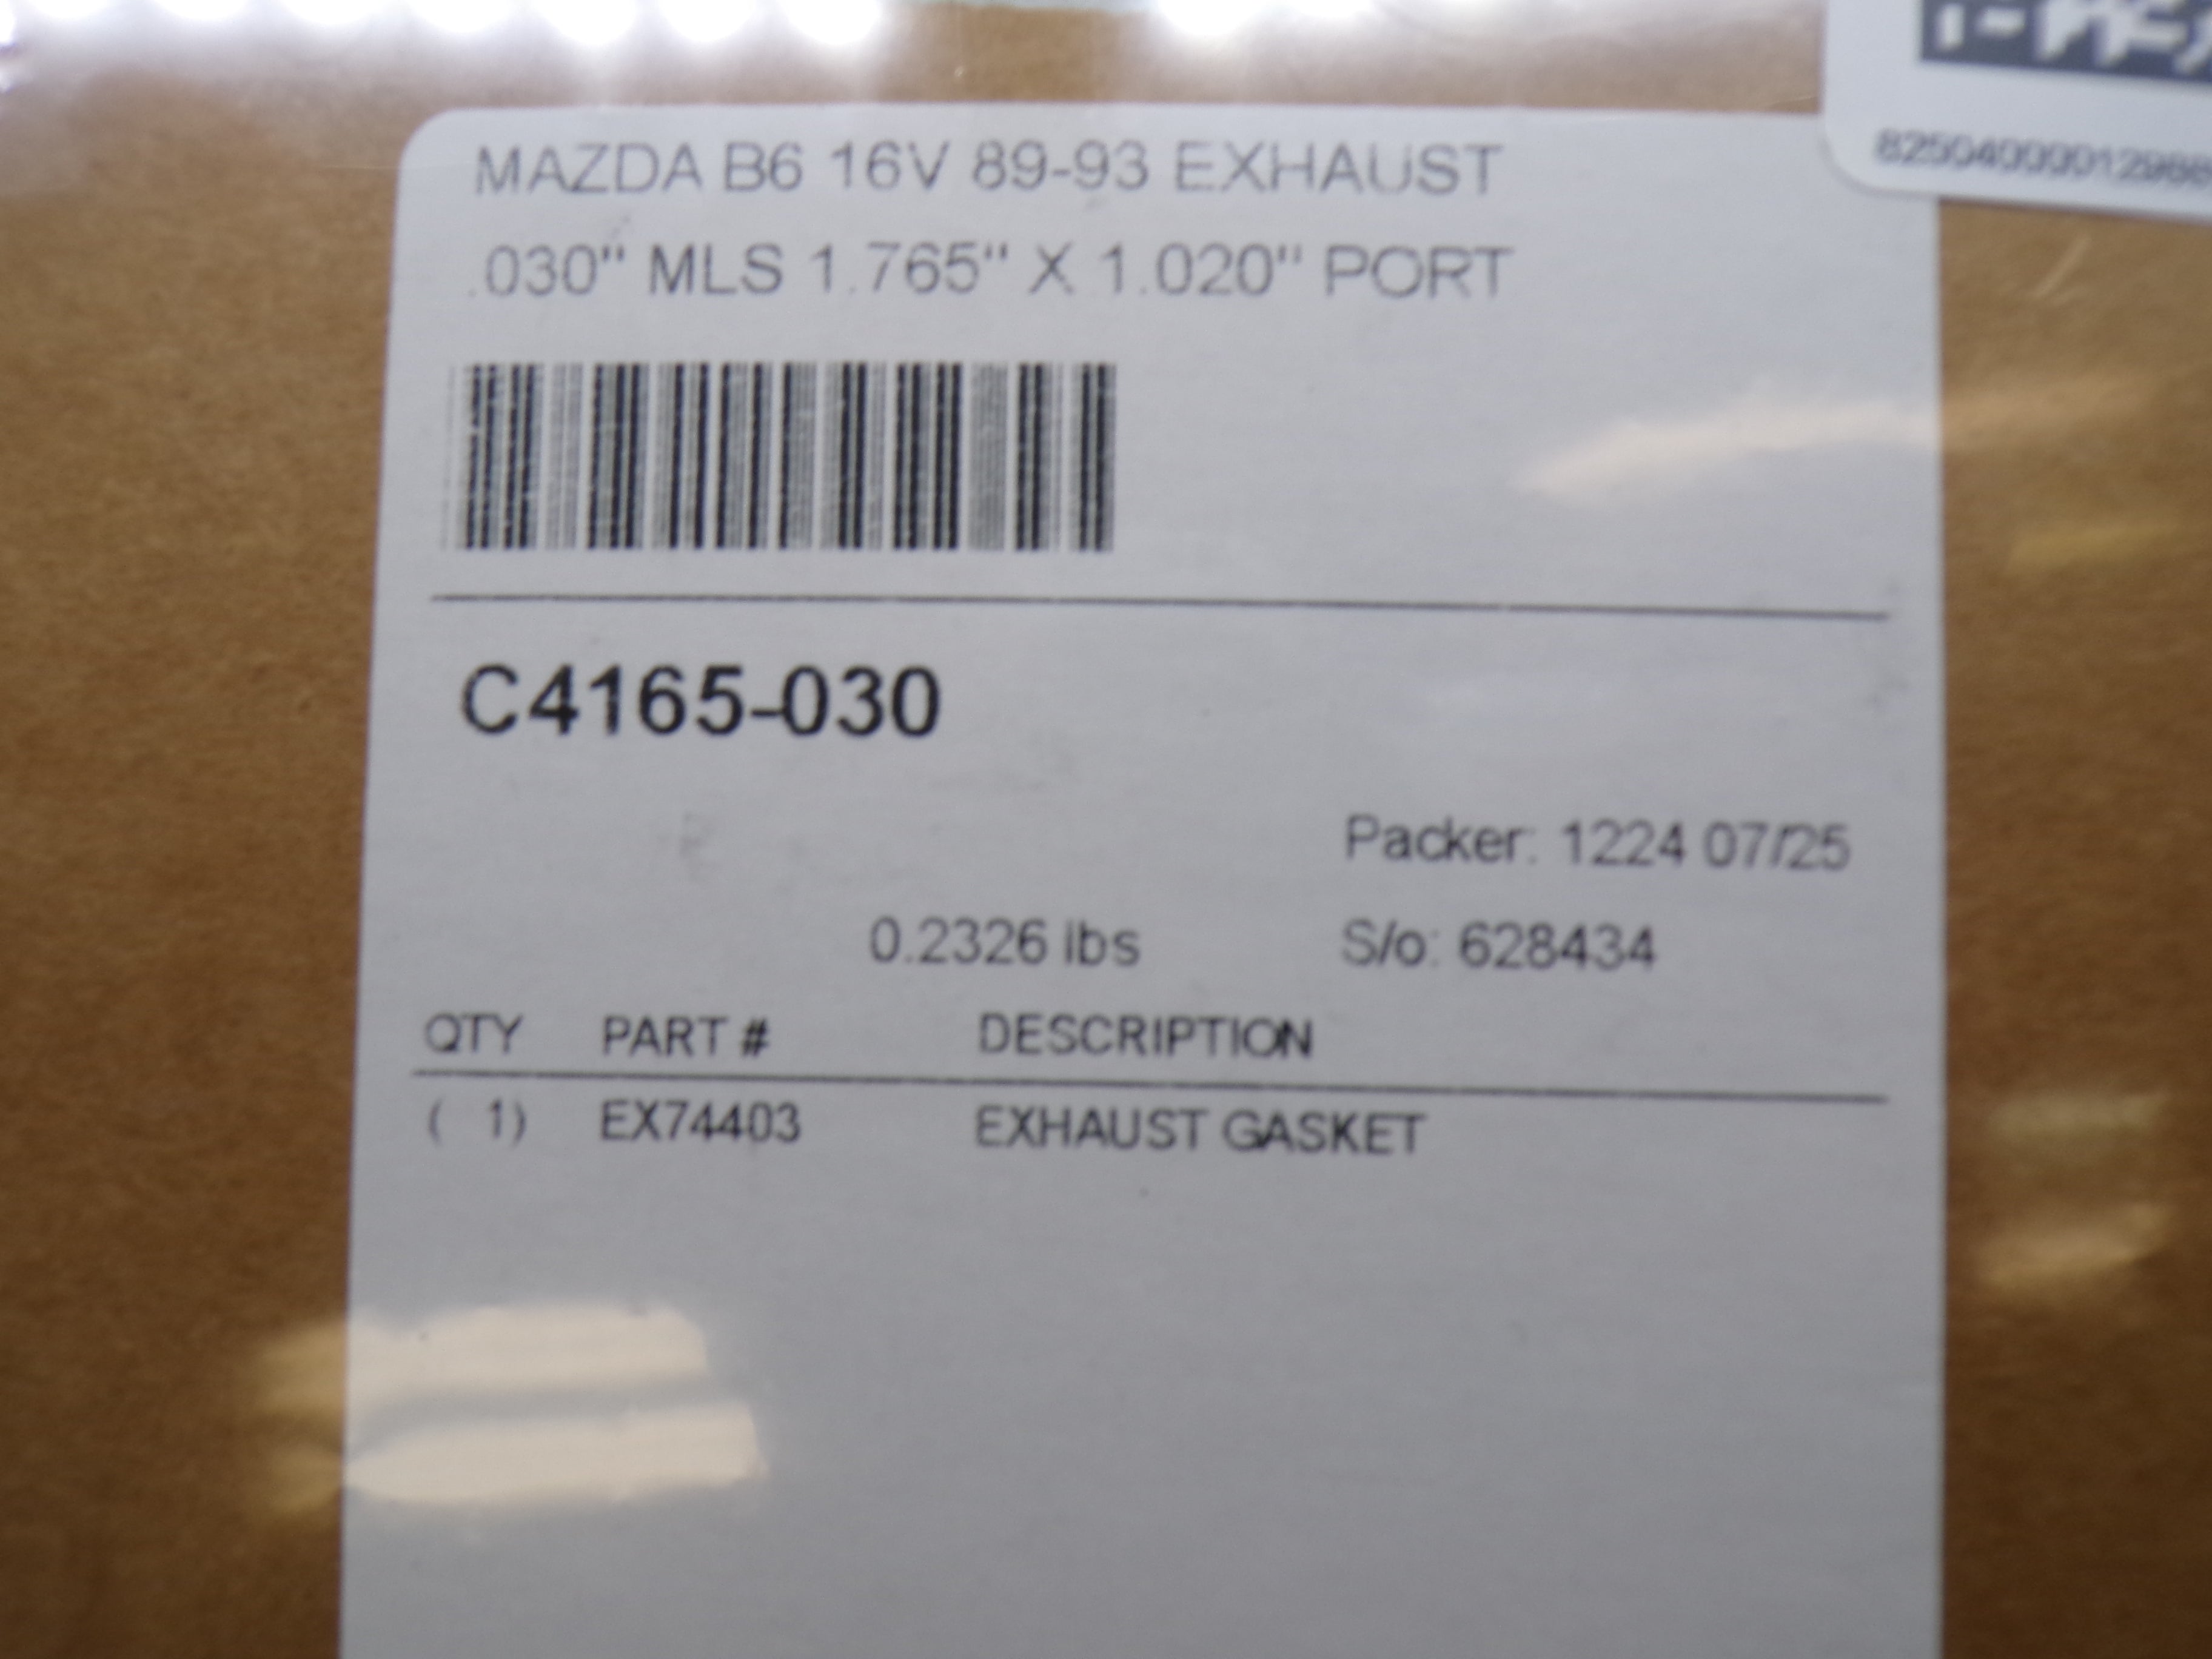 MAZDA B6 16V 89-93 EXHAUST
.030" MLS 1.765" X 1.020" PORT
C4165-030
Packer: 1224 07/25
0.2326 lbs S/o: 628434
QTY PART # DESCRIPTION
( 1) EX74403 EXHAUST GASKET